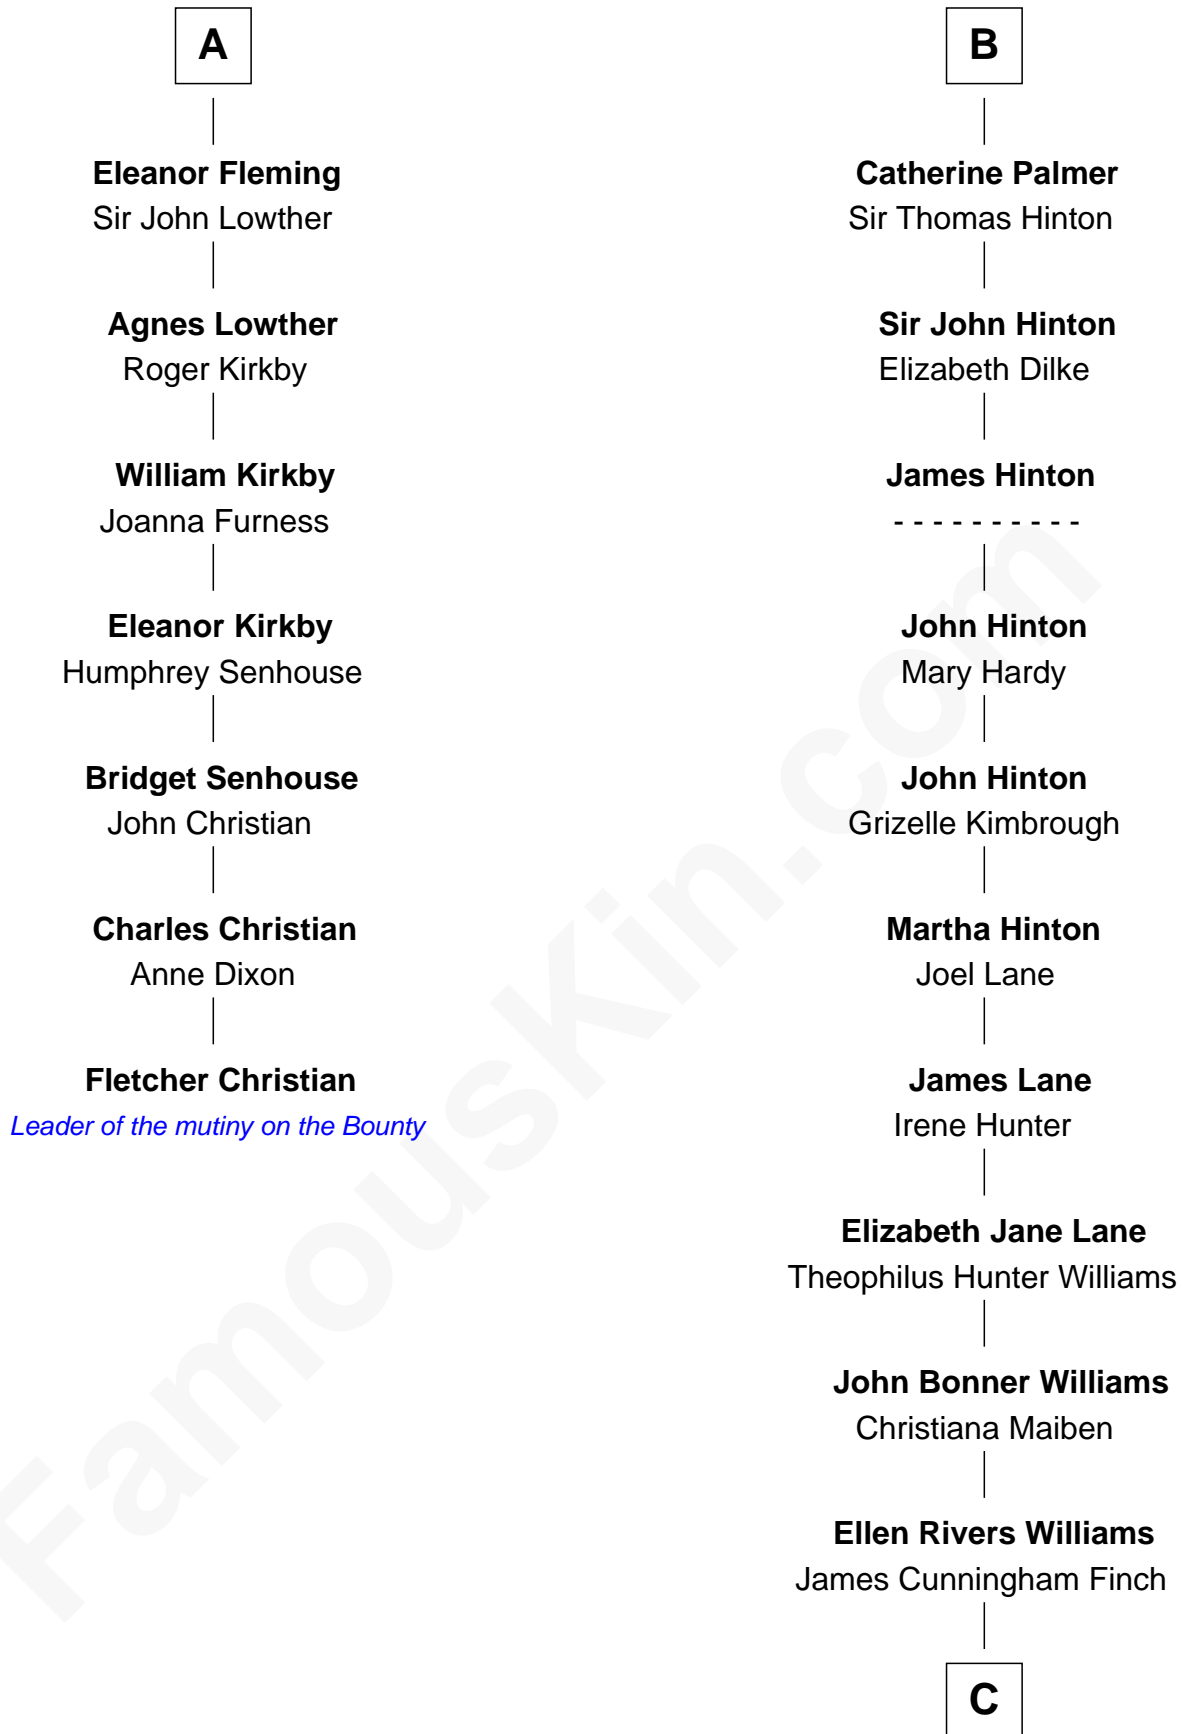 A
Eleanor Fleming
Sir John Lowther
Agnes Lowther
Roger Kirkby
William Kirkby
Joanna Furness
Eleanor Kirkby
Humphrey Senhouse
Bridget Senhouse
John Christian
Charles Christian
Anne Dixon
Fletcher Christian
Leader of the mutiny on the Bounty
B
Catherine Palmer
Sir Thomas Hinton
Sir John Hinton
Elizabeth Dilke
James Hinton
- - - - - - - - - -
John Hinton
Mary Hardy
John Hinton
Grizelle Kimbrough
Martha Hinton
Joel Lane
James Lane
Irene Hunter
Elizabeth Jane Lane
Theophilus Hunter Williams
John Bonner Williams
Christiana Maiben
Ellen Rivers Williams
James Cunningham Finch
C
FamousKin.com